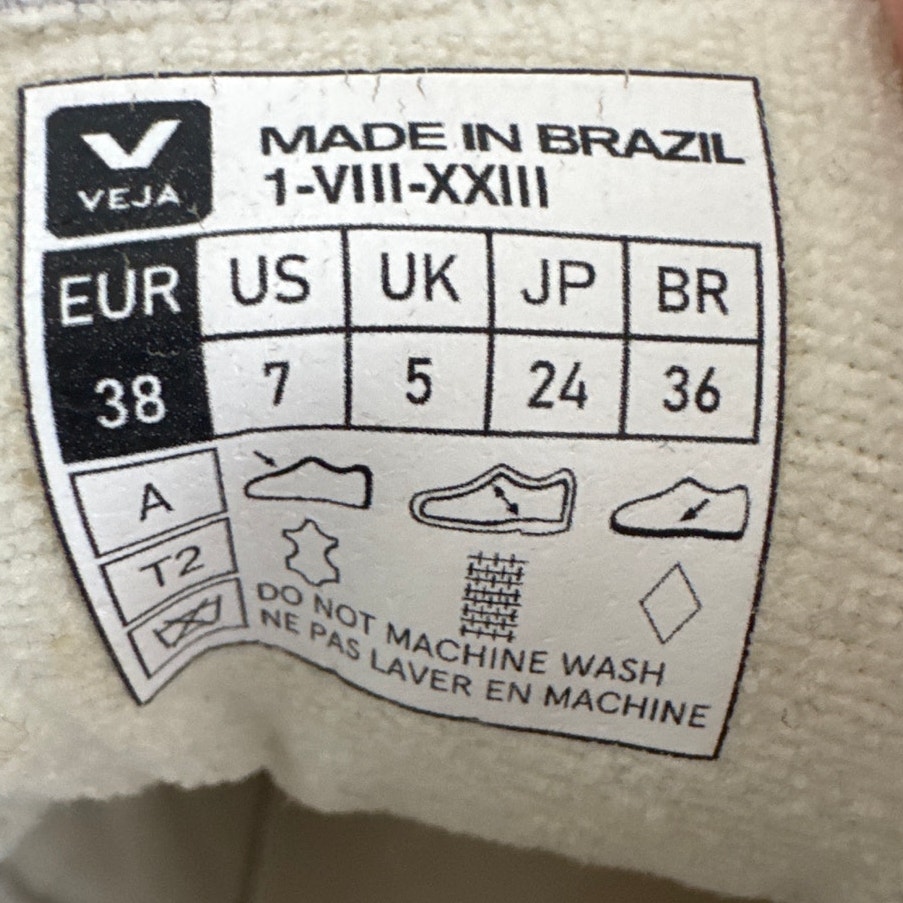 VEJA
MADE IN BRAZIL
1-VIII-XXIII
EUR US UK JP BR
38 7 5 24 36
A
T2
DO NOT MACHINE WASH
NE PAS LAVER EN MACHINE